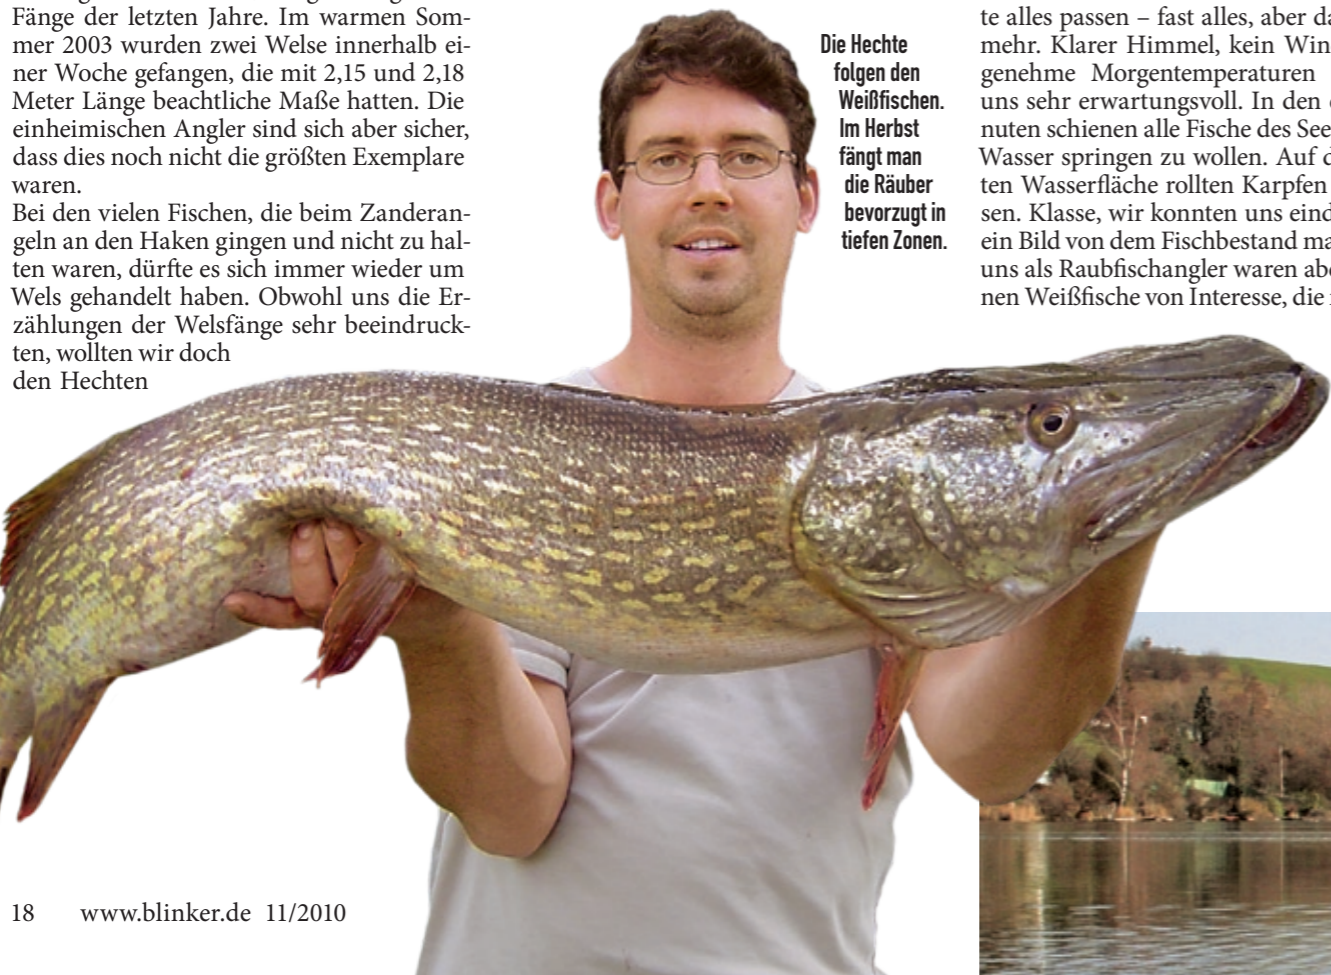 Fänge der letzten Jahre. Im warmen Som-
mer 2003 wurden zwei Welse innerhalb ei-
ner Woche gefangen, die mit 2,15 und 2,18
Meter Länge beachtliche Maße hatten. Die
einheimischen Angler sind sich aber sicher,
dass dies noch nicht die größten Exemplare
waren.
Bei den vielen Fischen, die beim Zanderan-
geln an den Haken gingen und nicht zu hal-
ten waren, dürfte es sich immer wieder um
Wels gehandelt haben. Obwohl uns die Er-
zählungen der Welsfänge sehr beeindruck-
ten, wollten wir doch
den Hechten
Die Hechte
folgen den
Weißfischen.
Im Herbst
fängt man
die Räuber
bevorzugt in
tiefen Zonen.
te alles passen – fast alles, aber
mehr. Klarer Himmel, kein
genehme Morgentemperaturen
uns sehr erwartungsvoll. In den
nuten schienen alle Fische des
Wasser springen zu wollen. Auf
ten Wasserfläche rollten Karpfen
sen. Klasse, wir konnten uns
ein Bild von dem Fischbestand
uns als Raubfischangler waren
nen Weißfische von Interesse, die
18 www.blinker.de 11/2010